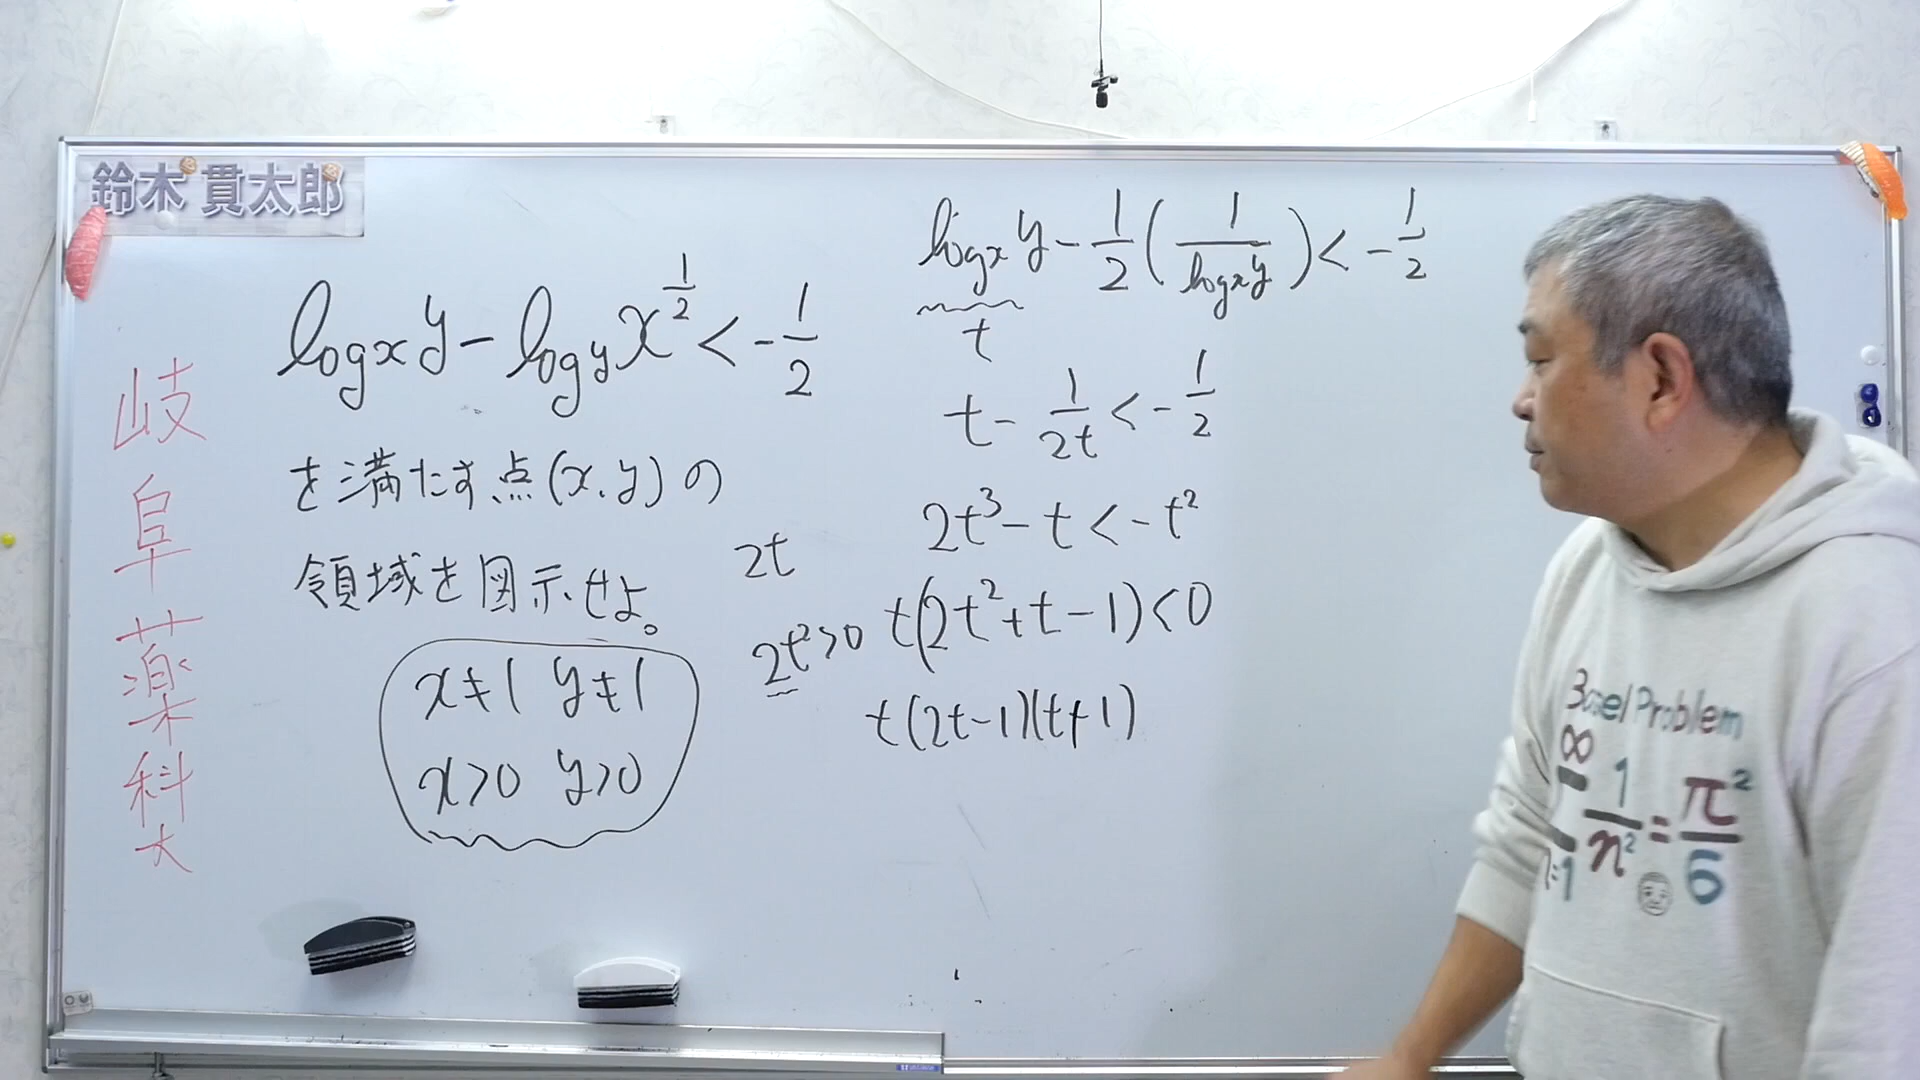 鈴木 貫太郎
岐阜薬科大
log_x y - log_y x^{1/2} < -1/2
を満たす点(x,y)の
領域を図示せよ。
x≠1 y≠1
x>0 y>0
2t
2t²>0
log_x y - 1/2 (1/log_x y) < -1/2
t
t - 1/2t < -1/2
2t³ - t < -t²
t(2t²+t-1)<0
t(2t-1)(t+1)
Basel Problem
∞
1/n² = π²/6
n=1